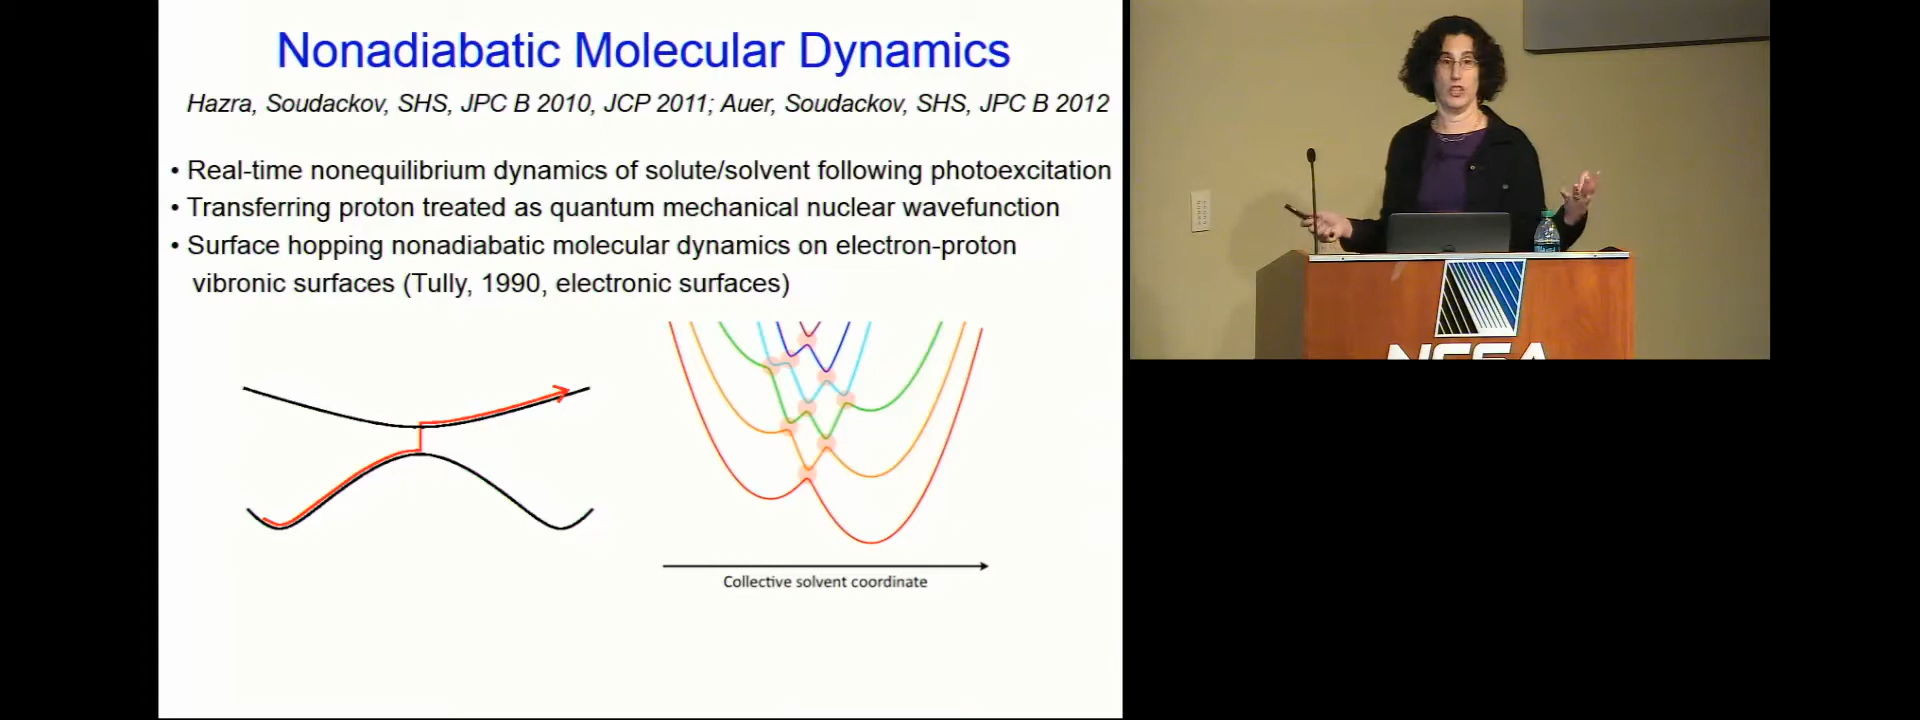 Nonadiabatic Molecular Dynamics
Hazra, Soudackov, SHS, JPC B 2010, JCP 2011; Auer, Soudackov, SHS, JPC B 2012
• Real-time nonequilibrium dynamics of solute/solvent following photoexcitation
• Transferring proton treated as quantum mechanical nuclear wavefunction
• Surface hopping nonadiabatic molecular dynamics on electron-proton
vibronic surfaces (Tully, 1990, electronic surfaces)
Collective solvent coordinate
NCSA